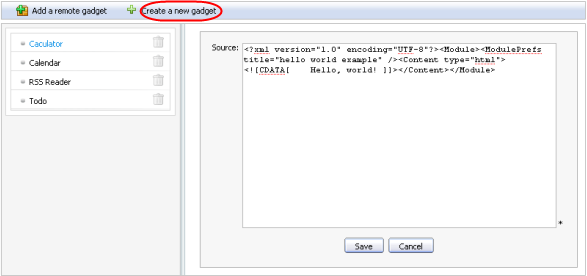 Add a remote gadget Create a new gadget
Caculator
Calendar
RSS Reader
Todo
Source:
<?xml version="1.0" encoding="UTF-8"?><Module><ModulePrefs
title="hello world example" /><Content type="html">
<![CDATA[ Hello, world! ]]></Content></Module>
*
Save Cancel